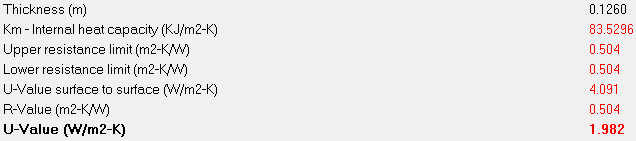 Thickness (m) 0.1260
Km - Internal heat capacity (KJ/m2-K) 83.5296
Upper resistance limit (m2-K/W) 0.504
Lower resistance limit (m2-K/W) 0.504
U-Value surface to surface (W/m2-K) 4.091
R-Value (m2-K/W) 0.504
U-Value (W/m2-K) 1.982